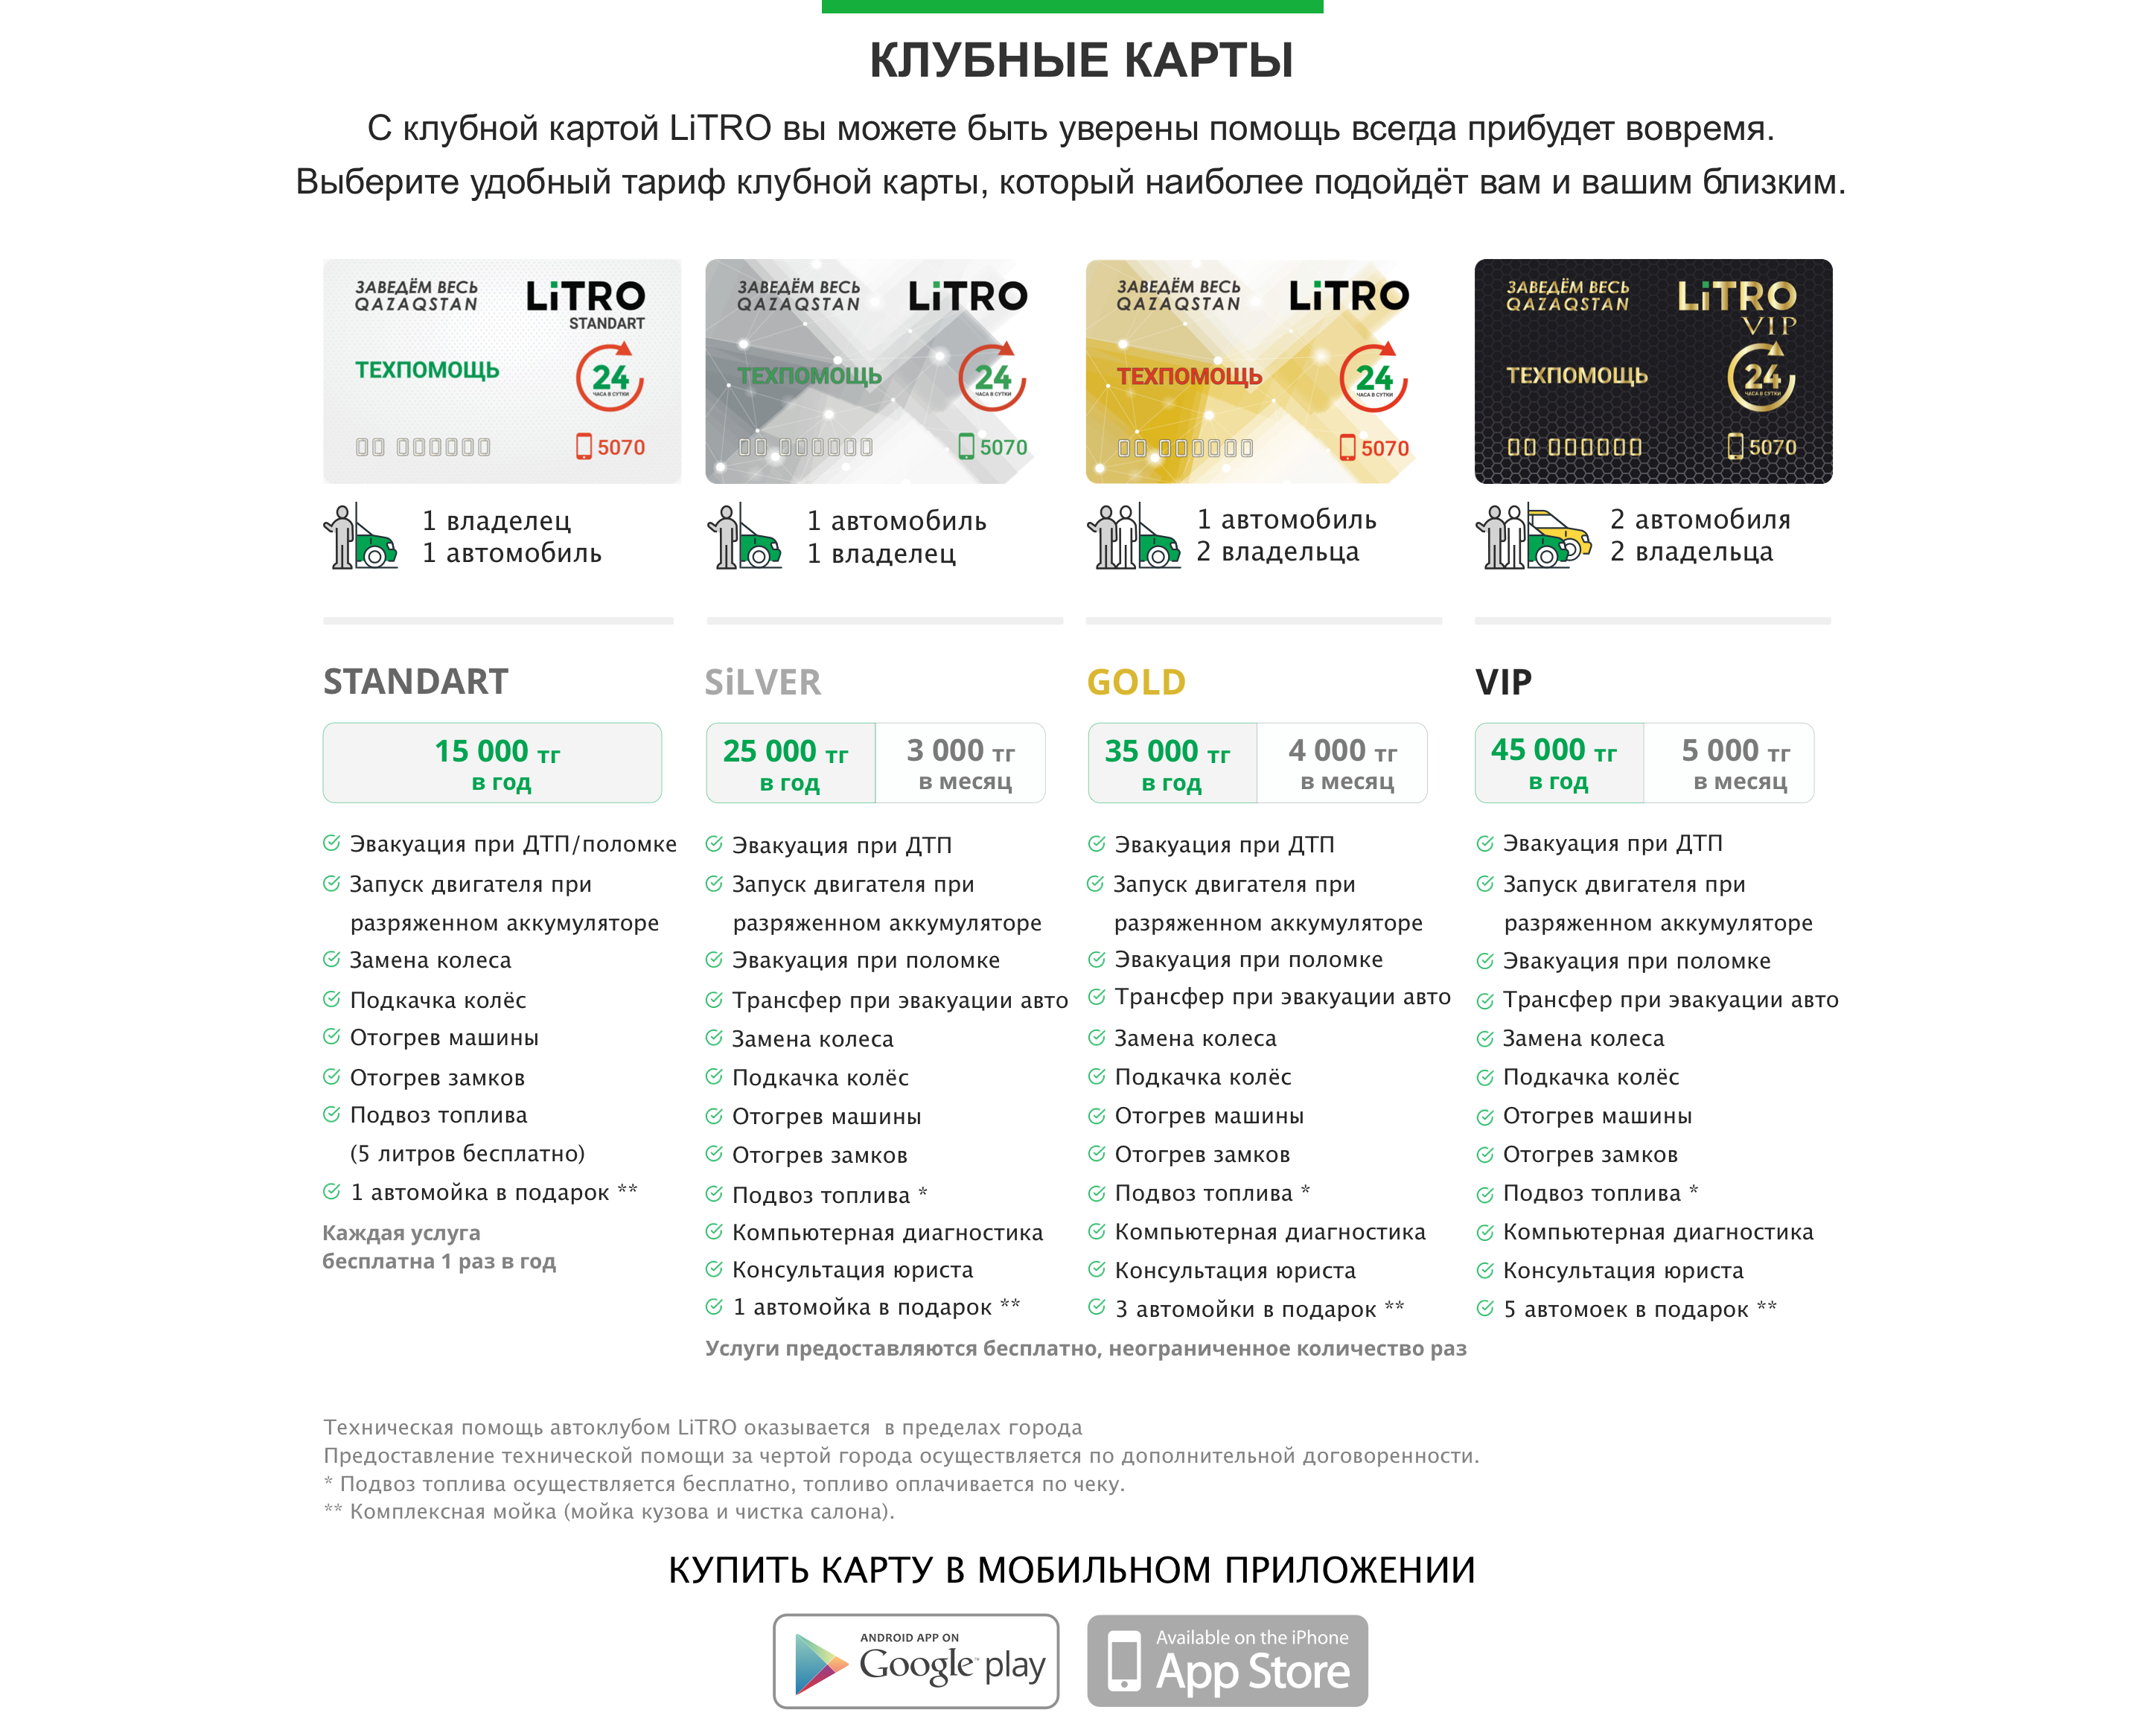 КЛУБНЫЕ КАРТЫ
С клубной картой LiTRO вы можете быть уверены помощь всегда прибудет вовремя.
Выберите удобный тариф клубной карты, который наиболее подойдёт вам и вашим близким.
ЗАВЕДЁМ ВЕСЬ
QAZAQSTAN
LiTRO
STANDART
ТЕХПОМОЩЬ
24
ЧАСА В СУТКИ
5070
ЗАВЕДЁМ ВЕСЬ
QAZAQSTAN
LiTRO
ТЕХПОМОЩЬ
24
ЧАСА В СУТКИ
5070
ЗАВЕДЁМ ВЕСЬ
QAZAQSTAN
LiTRO
ТЕХПОМОЩЬ
24
ЧАСА В СУТКИ
5070
ЗАВЕДЁМ ВЕСЬ
QAZAQSTAN
LiTRO
VIP
ТЕХПОМОЩЬ
24
ЧАСА В СУТКИ
5070
1 владелец
1 автомобиль
1 автомобиль
1 владелец
1 автомобиль
2 владельца
2 автомобиля
2 владельца
STANDART
15 000 тг
в год
Эвакуация при ДТП/поломке
Запуск двигателя при
разряженном аккумуляторе
Замена колеса
Подкачка колёс
Отогрев машины
Отогрев замков
Подвоз топлива
(5 литров бесплатно)
1 автомойка в подарок **
Каждая услуга
бесплатна 1 раз в год
SiLVER
25 000 тг
в год
3 000 тг
в месяц
Эвакуация при ДТП
Запуск двигателя при
разряженном аккумуляторе
Эвакуация при поломке
Трансфер при эвакуации авто
Замена колеса
Подкачка колёс
Отогрев машины
Отогрев замков
Подвоз топлива *
Компьютерная диагностика
Консультация юриста
1 автомойка в подарок **
GOLD
35 000 тг
в год
4 000 тг
в месяц
Эвакуация при ДТП
Запуск двигателя при
разряженном аккумуляторе
Эвакуация при поломке
Трансфер при эвакуации авто
Замена колеса
Подкачка колёс
Отогрев машины
Отогрев замков
Подвоз топлива *
Компьютерная диагностика
Консультация юриста
3 автомойки в подарок **
VIP
45 000 тг
в год
5 000 тг
в месяц
Эвакуация при ДТП
Запуск двигателя при
разряженном аккумуляторе
Эвакуация при поломке
Трансфер при эвакуации авто
Замена колеса
Подкачка колёс
Отогрев машины
Отогрев замков
Подвоз топлива *
Компьютерная диагностика
Консультация юриста
5 автомоек в подарок **
Услуги предоставляются бесплатно, неограниченное количество раз
Техническая помощь автоклубом LiTRO оказывается в пределах города
Предоставление технической помощи за чертой города осуществляется по дополнительной договоренности.
* Подвоз топлива осуществляется бесплатно, топливо оплачивается по чеку.
** Комплексная мойка (мойка кузова и чистка салона).
КУПИТЬ КАРТУ В МОБИЛЬНОМ ПРИЛОЖЕНИИ
ANDROID APP ON
Google play
Available on the iPhone
App Store